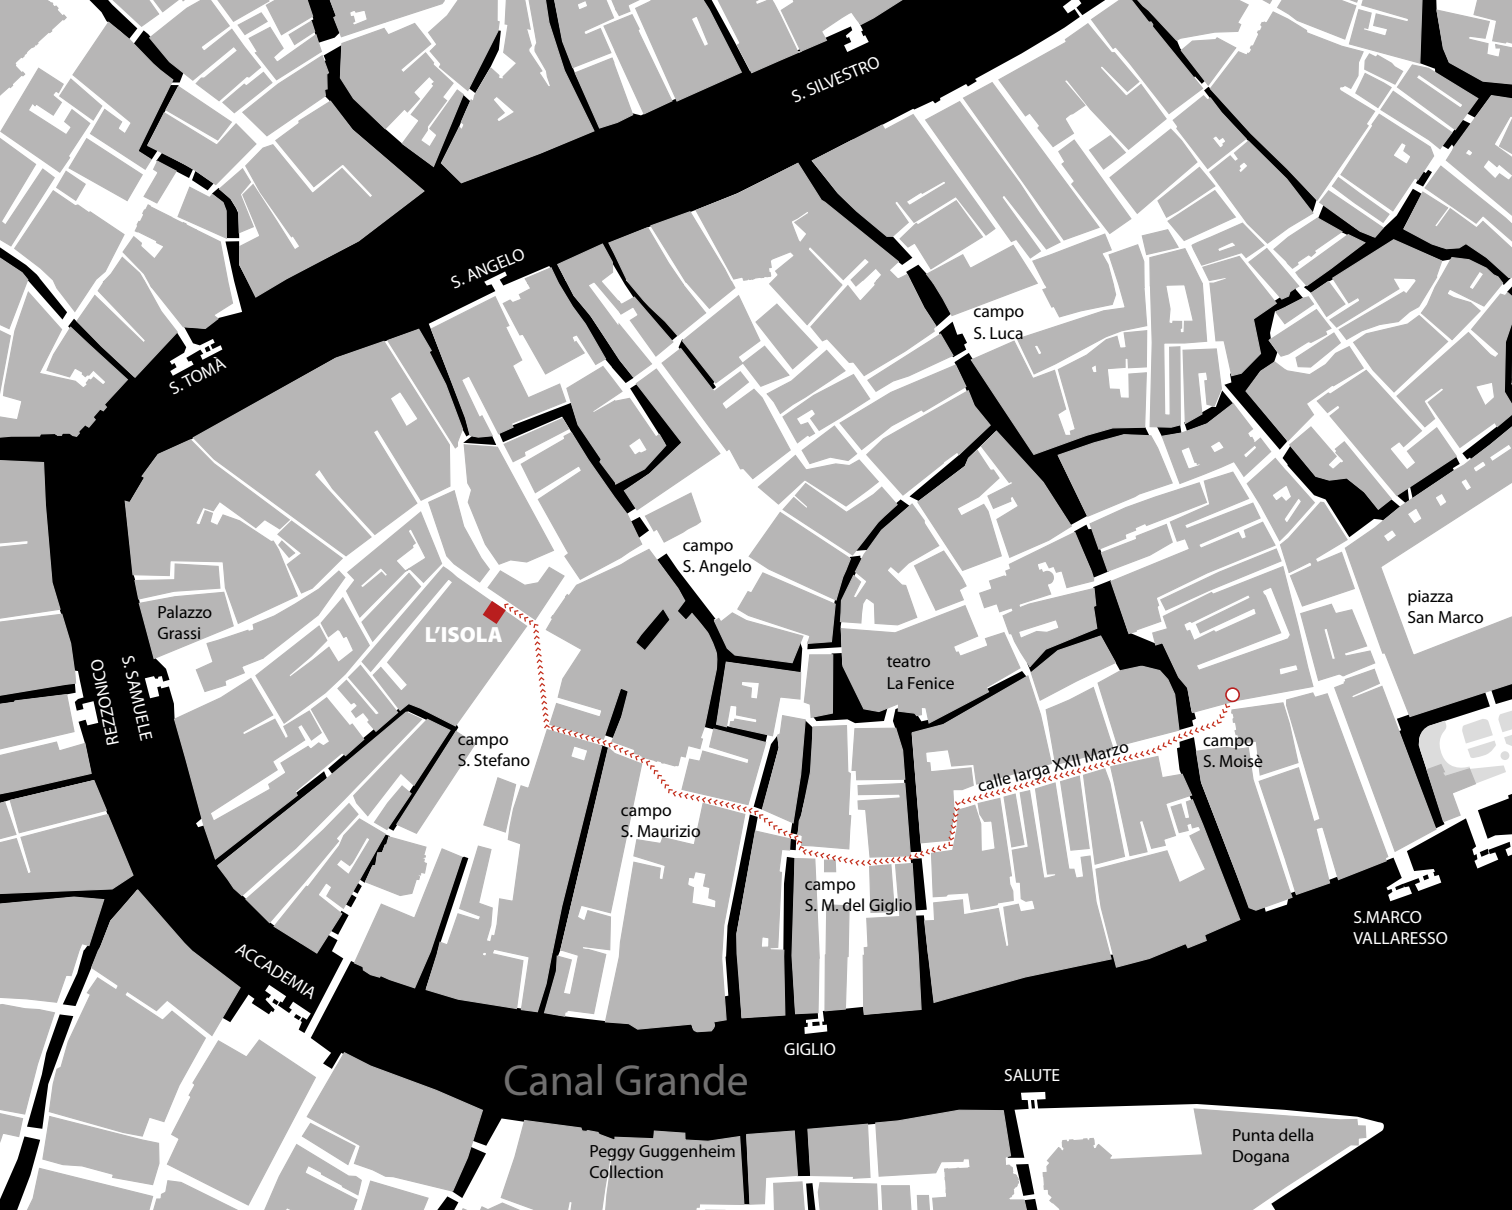 S. SILVESTRO
S. ANGELO
campo
S. Luca
S. TOMÀ
campo
S. Angelo
piazza
San Marco
Palazzo
Grassi
L'ISOLA
teatro
La Fenice
S. SAMUELE
REZZONICO
campo
S. Stefano
campo
S. Moisè
calle larga XXII Marzo
campo
S. Maurizio
campo
S. M. del Giglio
S.MARCO
VALLARESSO
ACCADEMIA
GIGLIO
Canal Grande
SALUTE
Peggy Guggenheim
Collection
Punta della
Dogana